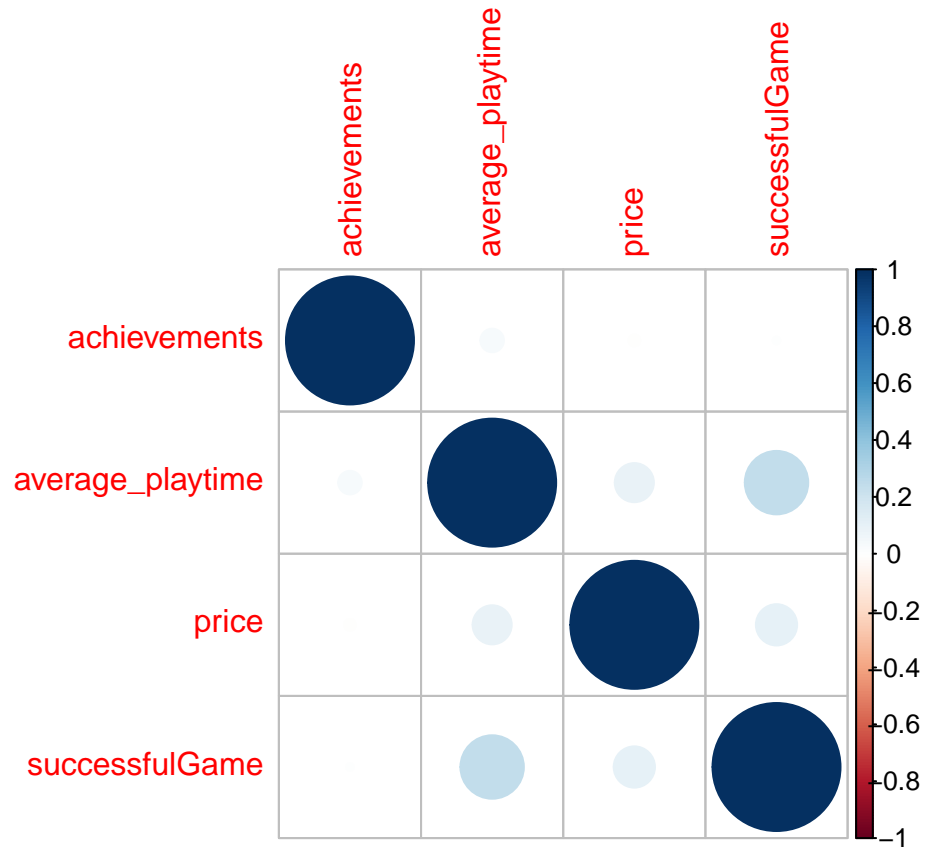 achievements
average_playtime
price
successfulGame
achievements
average_playtime
price
successfulGame
1
0.8
0.6
0.4
0.2
0
−0.2
−0.4
−0.6
−0.8
−1